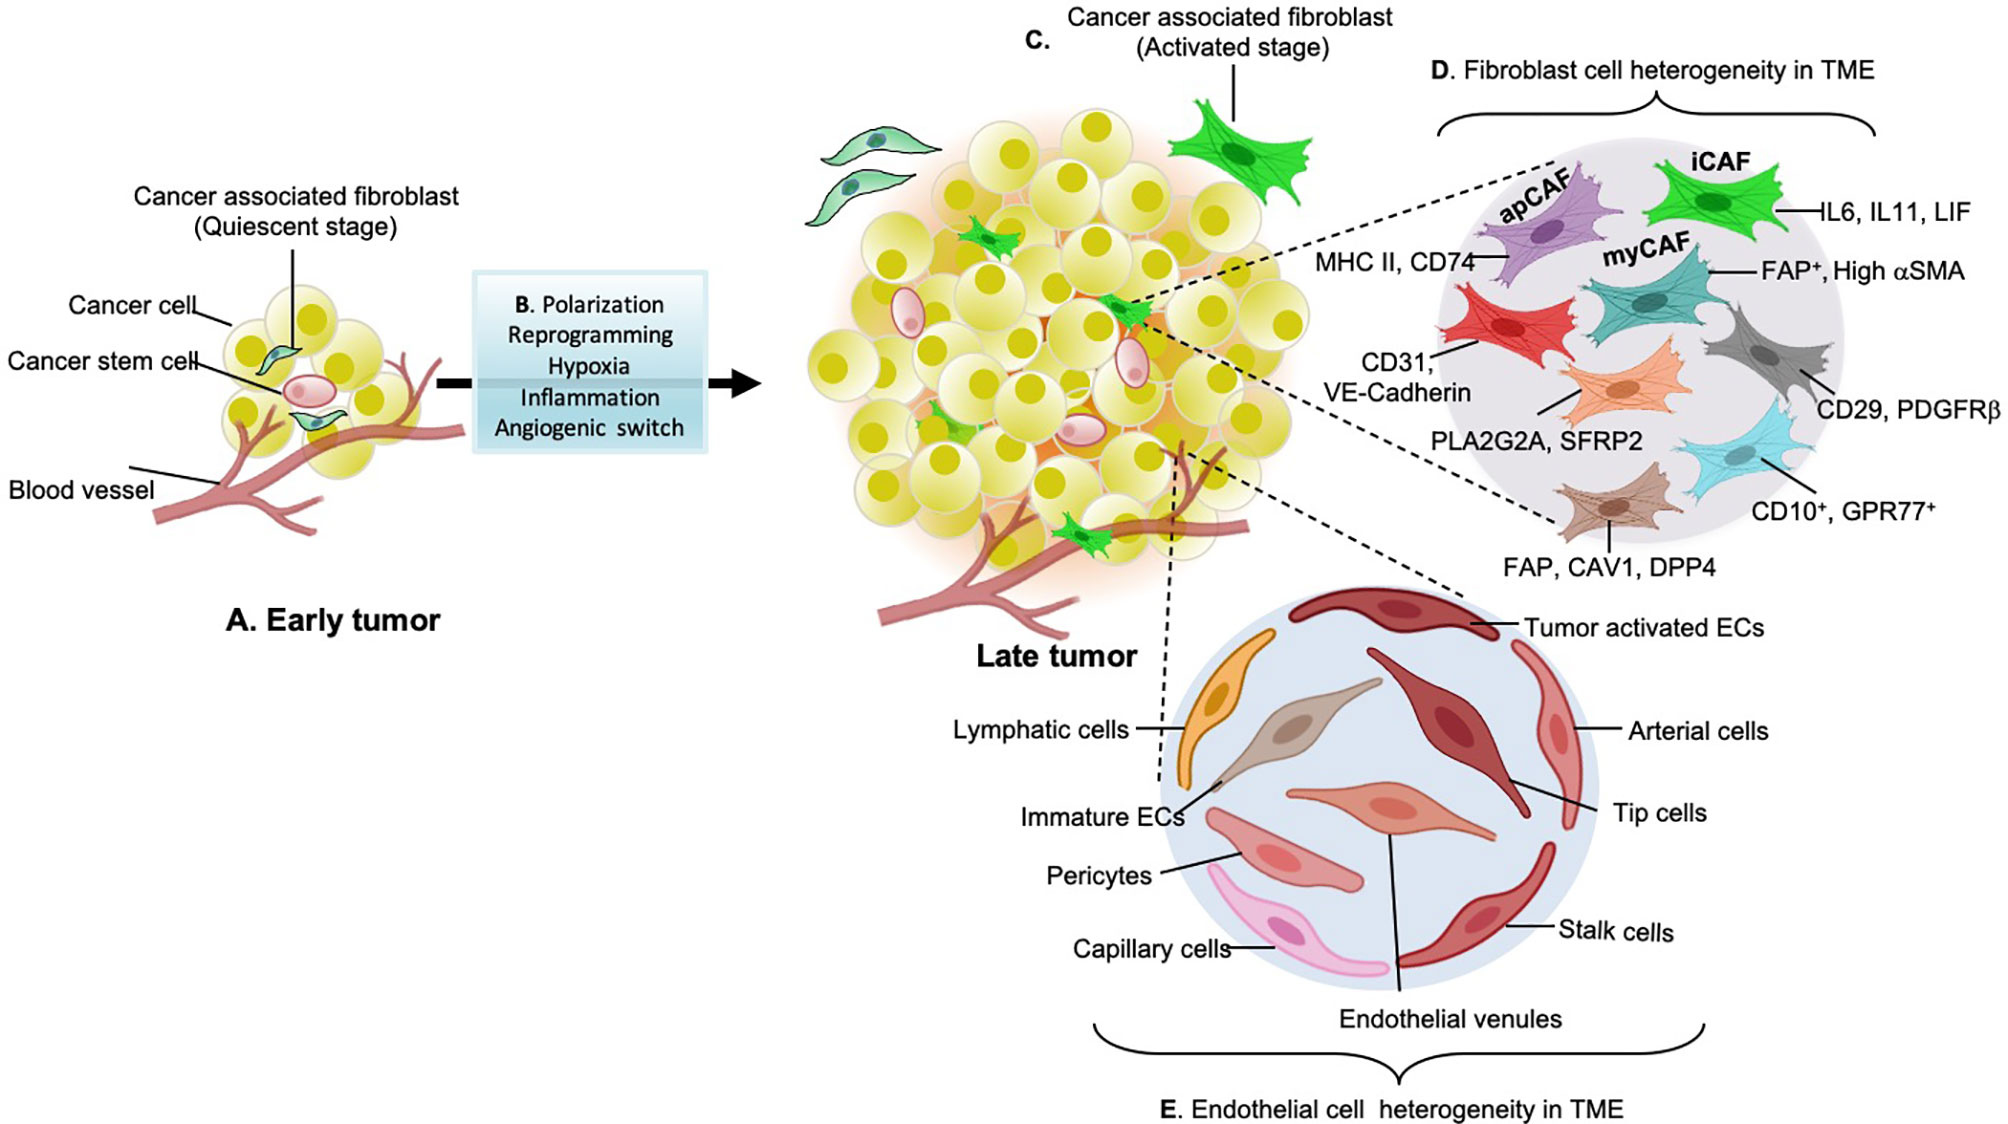 Cancer associated fibroblast
(Quiescent stage)
Cancer cell
Cancer stem cell
Blood vessel
A. Early tumor
B. Polarization
Reprogramming
Hypoxia
Inflammation
Angiogenic switch
C.
Cancer associated fibroblast
(Activated stage)
Late tumor
D. Fibroblast cell heterogeneity in TME
apCAF
iCAF
IL6, IL11, LIF
MHC II, CD74
myCAF
FAP⁺, High αSMA
CD31,
VE-Cadherin
CD29, PDGFRβ
PLA2G2A, SFRP2
CD10⁺, GPR77⁺
FAP, CAV1, DPP4
Tumor activated ECs
Lymphatic cells
Arterial cells
Immature ECs
Tip cells
Pericytes
Capillary cells
Stalk cells
Endothelial venules
E. Endothelial cell heterogeneity in TME